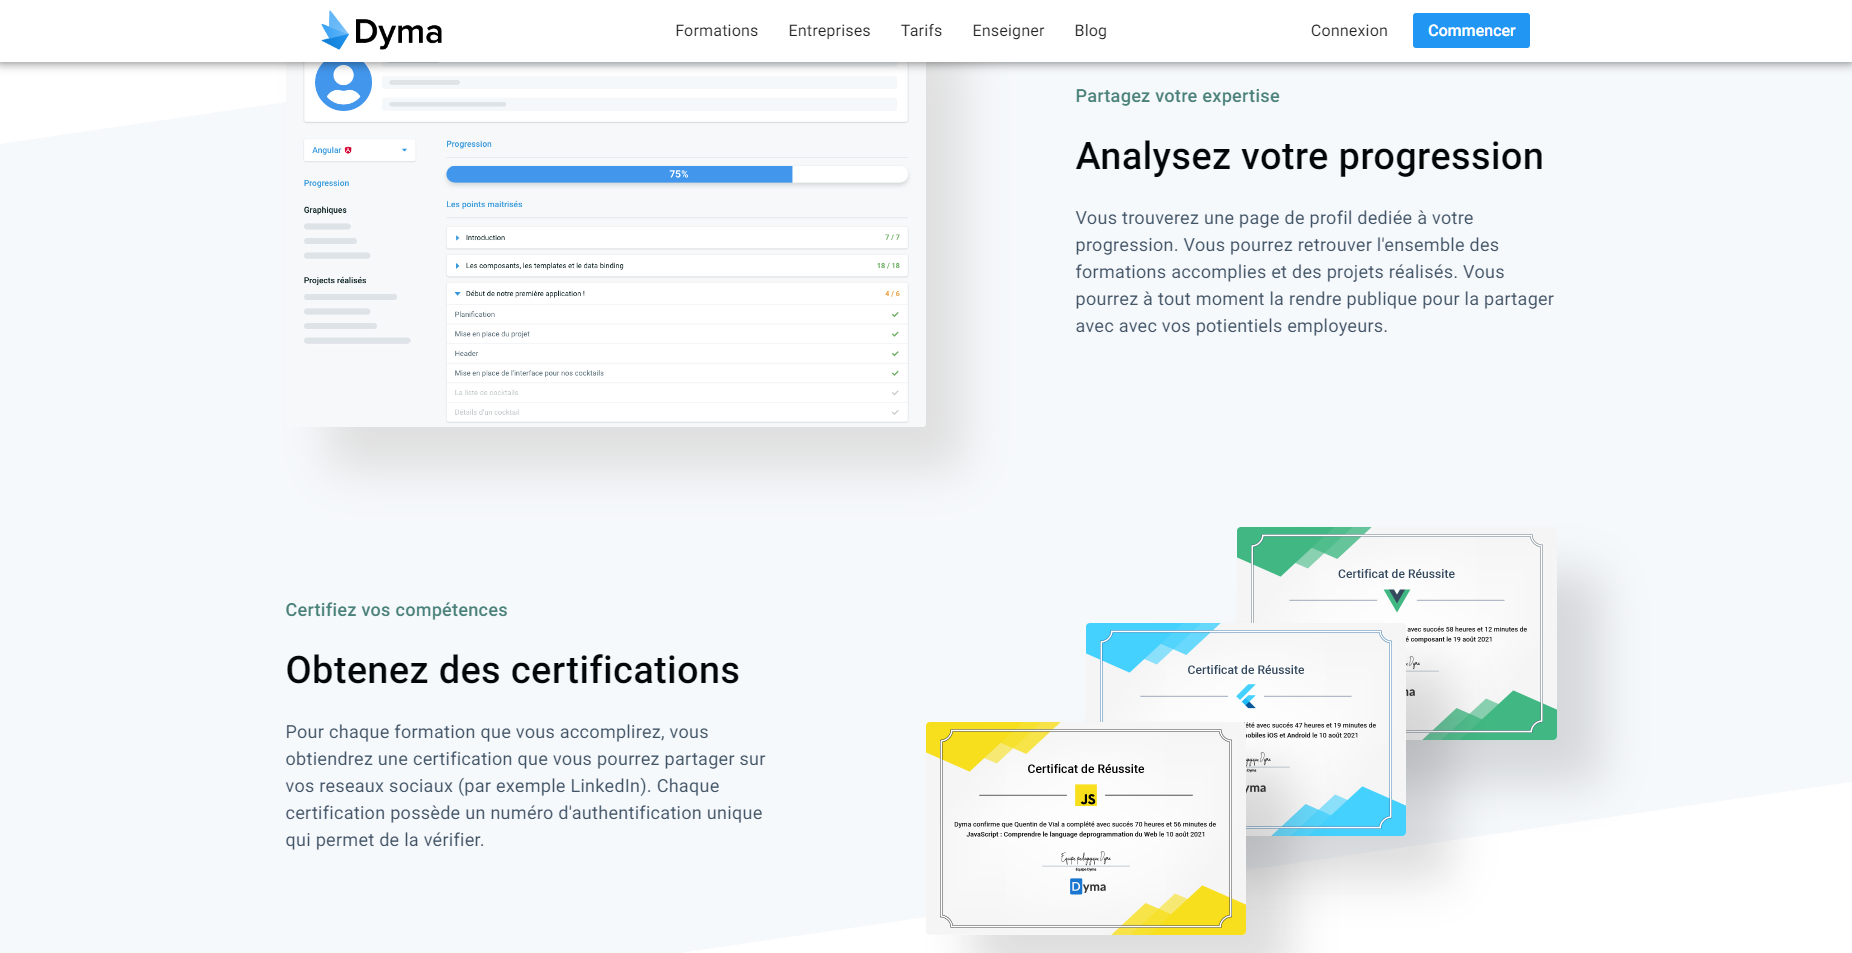 Dyma
Formations Entreprises Tarifs Enseigner Blog
Connexion Commencer
Angular
Progression
Graphiques
Projects réalisés
Progression
75%
Les points maitrisés
Introduction 7 / 7
Les composants, les templates et le data binding 18 / 18
Début de notre première application ! 4 / 6
Planification
Mise en place du projet
Header
Mise en place de l'interface pour nos cocktails
La liste de cocktails
Détails d'un cocktail
Partagez votre expertise
Analysez votre progression
Vous trouverez une page de profil dediée à votre
progression. Vous pourrez retrouver l'ensemble des
formations accomplies et des projets réalisés. Vous
pourrez à tout moment la rendre publique pour la partager
avec avec vos potientiels employeurs.
Certifiez vos compétences
Obtenez des certifications
Pour chaque formation que vous accomplirez, vous
obtiendrez une certification que vous pourrez partager sur
vos reseaux sociaux (par exemple LinkedIn). Chaque
certification possède un numéro d'authentification unique
qui permet de la vérifier.
Certificat de Réussite
avec succés 58 heures et 12 minutes de
composant le 19 août 2021
Certificat de Réussite
avec succés 47 heures et 19 minutes de
iOS et Android le 10 août 2021
yma
Certificat de Réussite
JS
Dyma confirme que Quentin de Vial a complété avec succés 70 heures et 56 minutes de
JavaScript : Comprendre le language deprogrammation du Web le 10 août 2021
Equipe pédagogique Dyma
Equipe Dyma
Dyma